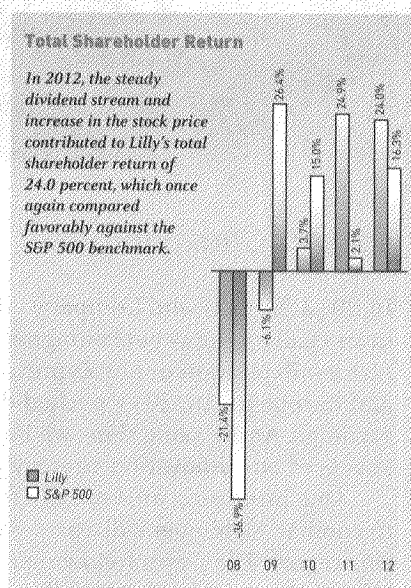 Total Shareholder Return
In 2012, the steady
dividend stream and
increase in the stock price
contributed to Lilly's total
shareholder return of
24.0 percent, which once
again compared
favorably against the
S&P 500 benchmark.
-21.4%
-36.9%
-6.1%
26.4%
3.7%
15.0%
24.9%
2.1%
24.0%
16.3%
Lilly
S&P 500
08 09 10 11 12